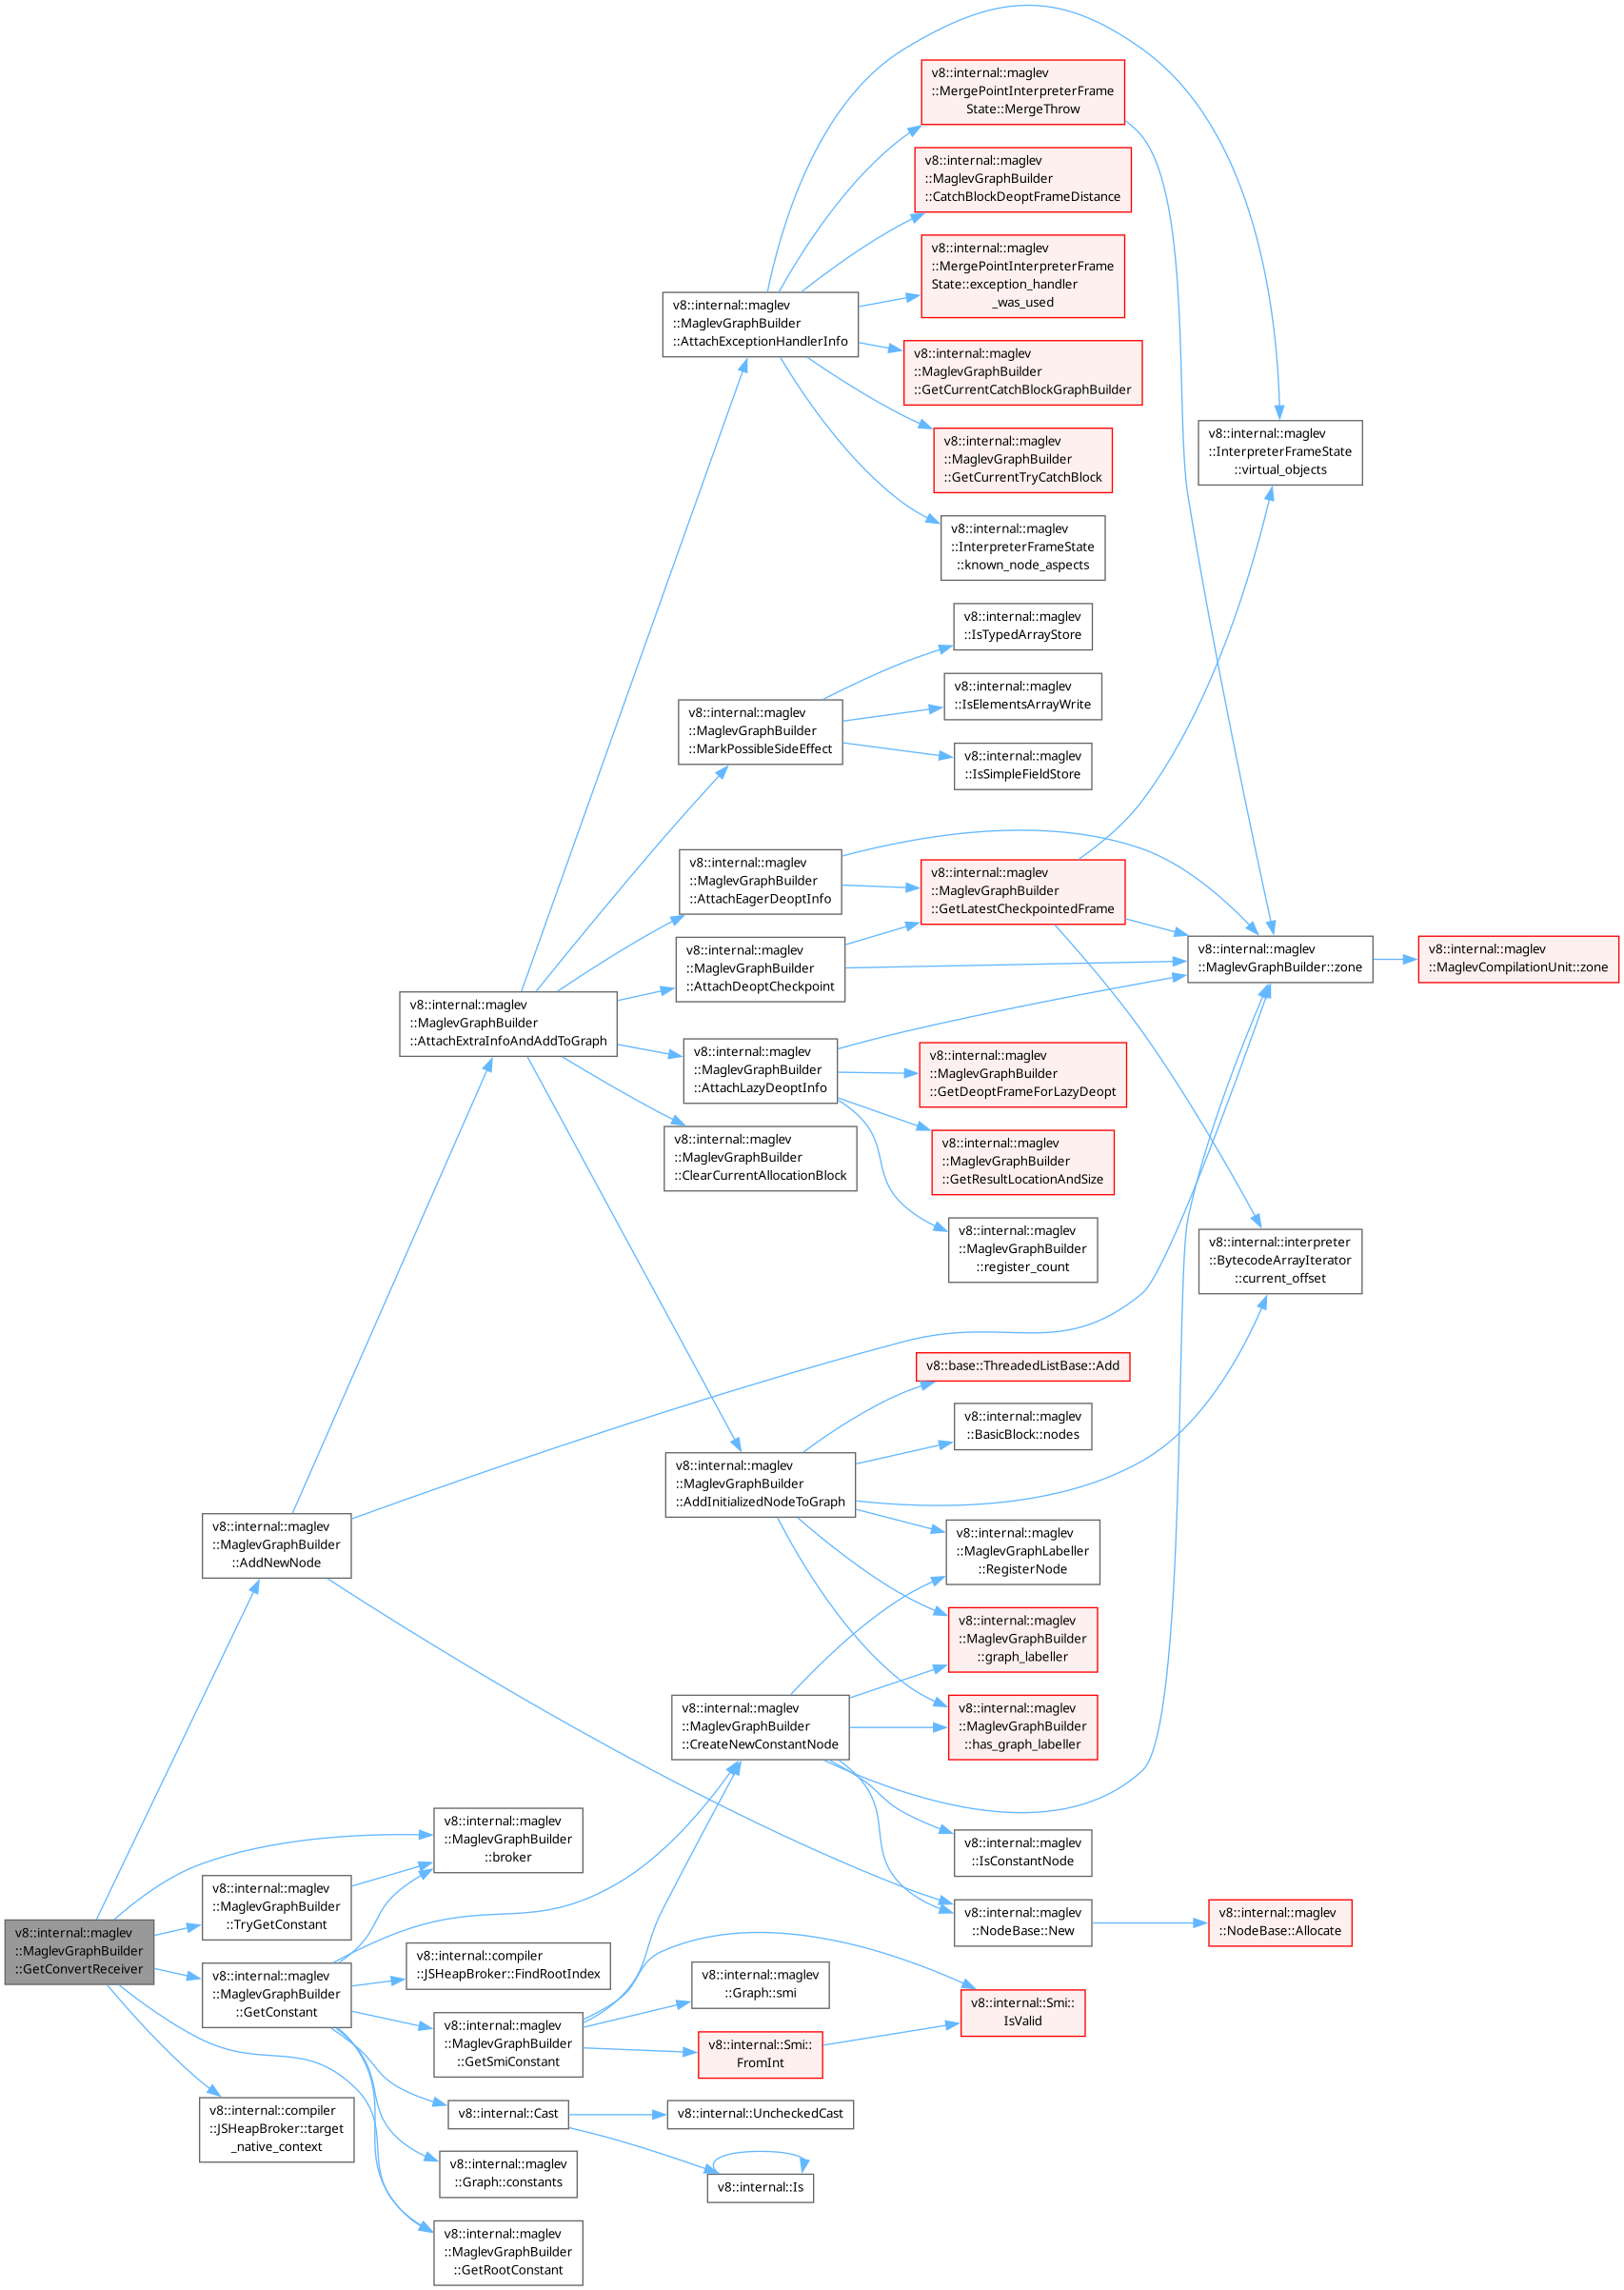 v8::internal::maglev
::MaglevGraphBuilder
::GetConvertReceiver
v8::internal::maglev
::MaglevGraphBuilder
::AddNewNode
v8::internal::maglev
::MaglevGraphBuilder
::broker
v8::internal::maglev
::MaglevGraphBuilder
::TryGetConstant
v8::internal::maglev
::MaglevGraphBuilder
::GetConstant
v8::internal::compiler
::JSHeapBroker::target
_native_context
v8::internal::compiler
::JSHeapBroker::FindRootIndex
v8::internal::maglev
::MaglevGraphBuilder
::GetSmiConstant
v8::internal::Cast
v8::internal::maglev
::Graph::constants
v8::internal::maglev
::MaglevGraphBuilder
::GetRootConstant
v8::internal::maglev
::MaglevGraphBuilder
::AttachExtraInfoAndAddToGraph
v8::internal::maglev
::MaglevGraphBuilder
::AttachExceptionHandlerInfo
v8::internal::maglev
::MaglevGraphBuilder
::MarkPossibleSideEffect
v8::internal::maglev
::MaglevGraphBuilder
::AttachEagerDeoptInfo
v8::internal::maglev
::MaglevGraphBuilder
::AttachDeoptCheckpoint
v8::internal::maglev
::MaglevGraphBuilder
::AttachLazyDeoptInfo
v8::internal::maglev
::MaglevGraphBuilder
::ClearCurrentAllocationBlock
v8::internal::maglev
::MaglevGraphBuilder
::AddInitializedNodeToGraph
v8::internal::maglev
::MaglevGraphBuilder
::CreateNewConstantNode
v8::internal::maglev
::Graph::smi
v8::internal::Smi::
FromInt
v8::internal::UncheckedCast
v8::internal::Is
v8::internal::maglev
::MergePointInterpreterFrame
State::MergeThrow
v8::internal::maglev
::MaglevGraphBuilder
::CatchBlockDeoptFrameDistance
v8::internal::maglev
::MergePointInterpreterFrame
State::exception_handler
_was_used
v8::internal::maglev
::MaglevGraphBuilder
::GetCurrentCatchBlockGraphBuilder
v8::internal::maglev
::MaglevGraphBuilder
::GetCurrentTryCatchBlock
v8::internal::maglev
::InterpreterFrameState
::known_node_aspects
v8::internal::maglev
::IsTypedArrayStore
v8::internal::maglev
::IsElementsArrayWrite
v8::internal::maglev
::IsSimpleFieldStore
v8::internal::maglev
::MaglevGraphBuilder
::GetLatestCheckpointedFrame
v8::internal::maglev
::MaglevGraphBuilder
::GetDeoptFrameForLazyDeopt
v8::internal::maglev
::MaglevGraphBuilder
::GetResultLocationAndSize
v8::internal::maglev
::MaglevGraphBuilder
::register_count
v8::base::ThreadedListBase::Add
v8::internal::maglev
::BasicBlock::nodes
v8::internal::maglev
::MaglevGraphLabeller
::RegisterNode
v8::internal::maglev
::MaglevGraphBuilder
::graph_labeller
v8::internal::maglev
::MaglevGraphBuilder
::has_graph_labeller
v8::internal::maglev
::IsConstantNode
v8::internal::maglev
::NodeBase::New
v8::internal::Smi::
IsValid
v8::internal::maglev
::InterpreterFrameState
::virtual_objects
v8::internal::maglev
::MaglevGraphBuilder::zone
v8::internal::interpreter
::BytecodeArrayIterator
::current_offset
v8::internal::maglev
::NodeBase::Allocate
v8::internal::maglev
::MaglevCompilationUnit::zone